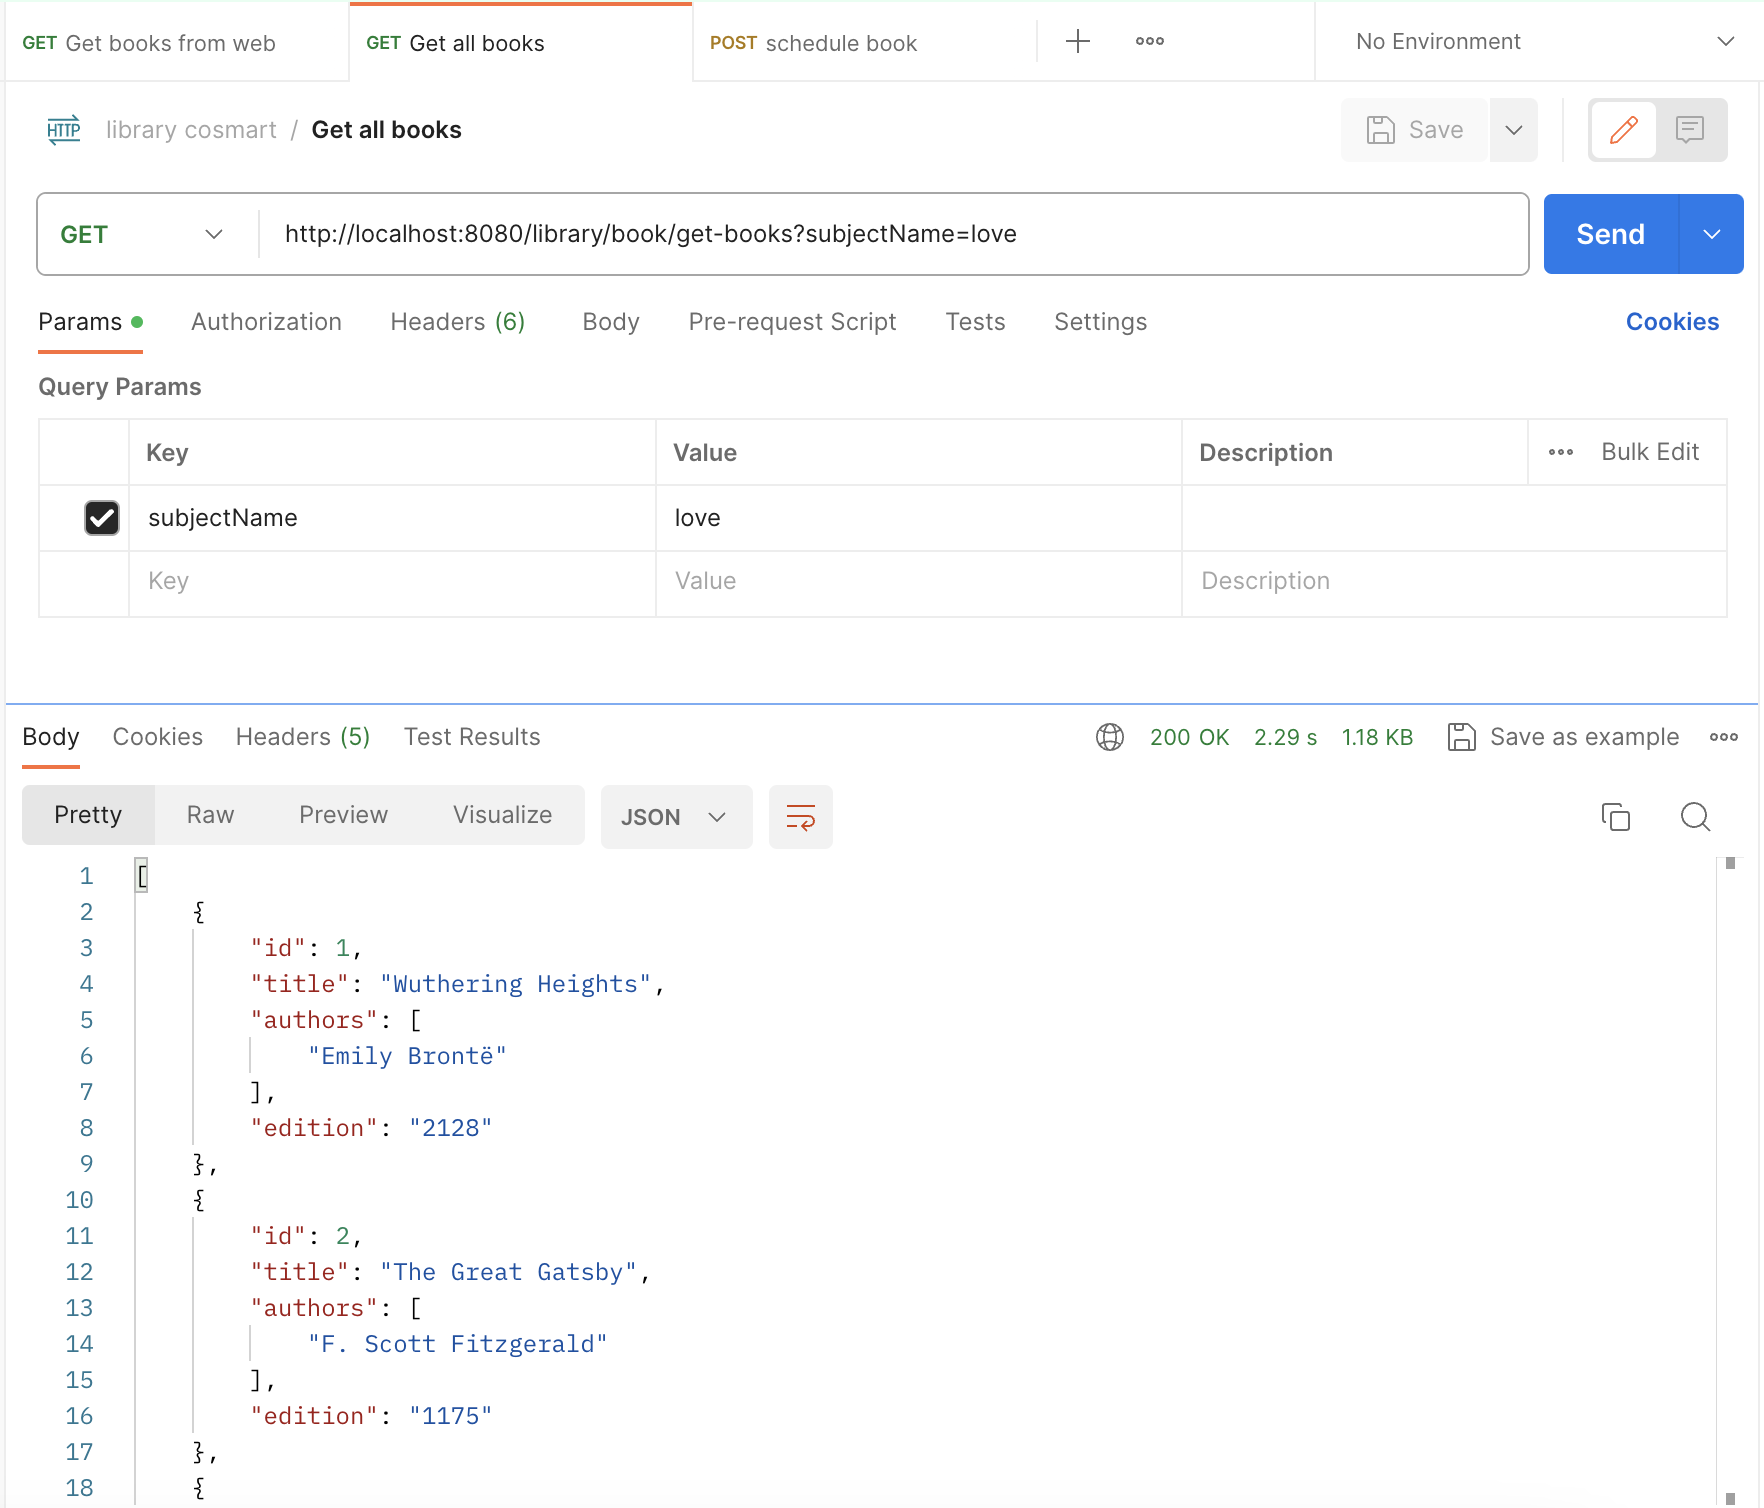 GET Get books from web
GET Get all books
POST schedule book
No Environment
HTTP library cosmart / Get all books
Save
GET http://localhost:8080/library/book/get-books?subjectName=love
Send
Params Authorization Headers (6) Body Pre-request Script Tests Settings Cookies
Query Params
Key Value Description Bulk Edit
subjectName love
Key Value Description
Body Cookies Headers (5) Test Results 200 OK 2.29 s 1.18 KB Save as example
Pretty Raw Preview Visualize JSON
1 [
2 {
3 "id": 1,
4 "title": "Wuthering Heights",
5 "authors": [
6 "Emily Brontë"
7 ],
8 "edition": "2128"
9 },
10 {
11 "id": 2,
12 "title": "The Great Gatsby",
13 "authors": [
14 "F. Scott Fitzgerald"
15 ],
16 "edition": "1175"
17 },
18 {